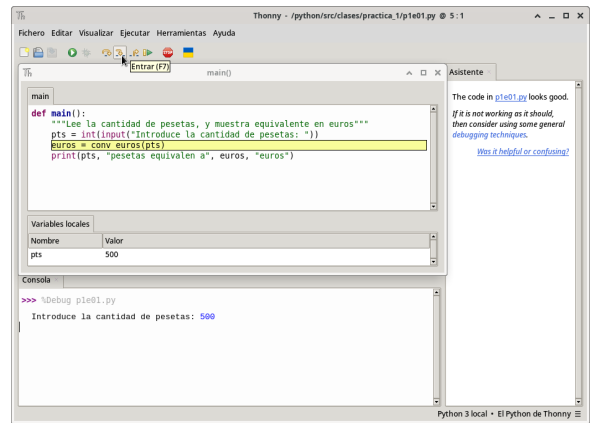 Th Thonny - /python/src/clases/practica_1/p1e01.py @ 5 : 1
Fichero Editar Visualizar Ejecutar Herramientas Ayuda
Entrar (F7)
Th main()
main
def main():
"""Lee la cantidad de pesetas, y muestra equivalente en euros"""
pts = int(input("Introduce la cantidad de pesetas: "))
euros = conv euros(pts)
print(pts, "pesetas equivalen a", euros, "euros")
Variables locales
Nombre Valor
pts 500
Asistente
The code in p1e01.py looks good.
If it is not working as it should,
then consider using some general
debugging techniques.
Was it helpful or confusing?
Consola
>>> %Debug p1e01.py
Introduce la cantidad de pesetas: 500
Python 3 local • El Python de Thonny ☰